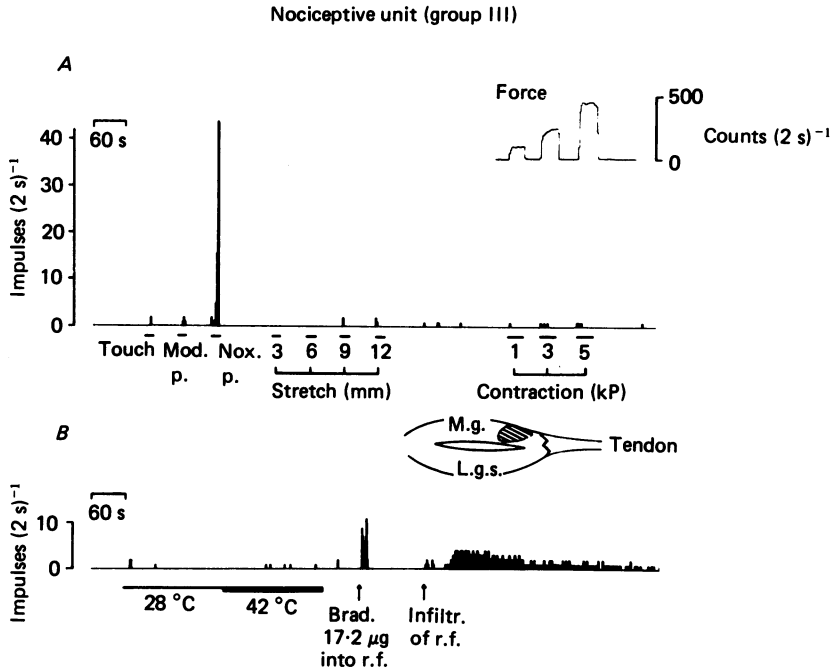 Nociceptive unit (group III)
A
Force
500
0
Counts (2 s)⁻¹
60 s
Impulses (2 s)⁻¹
40
30
20
10
0
Touch Mod. p. Nox. p. 3 6 9 12 1 3 5
Stretch (mm) Contraction (kP)
B
M.g.
L.g.s.
Tendon
60 s
Impulses (2 s)⁻¹
10
0
28 °C 42 °C
Brad. 17·2 µg into r.f.
Infiltr. of r.f.